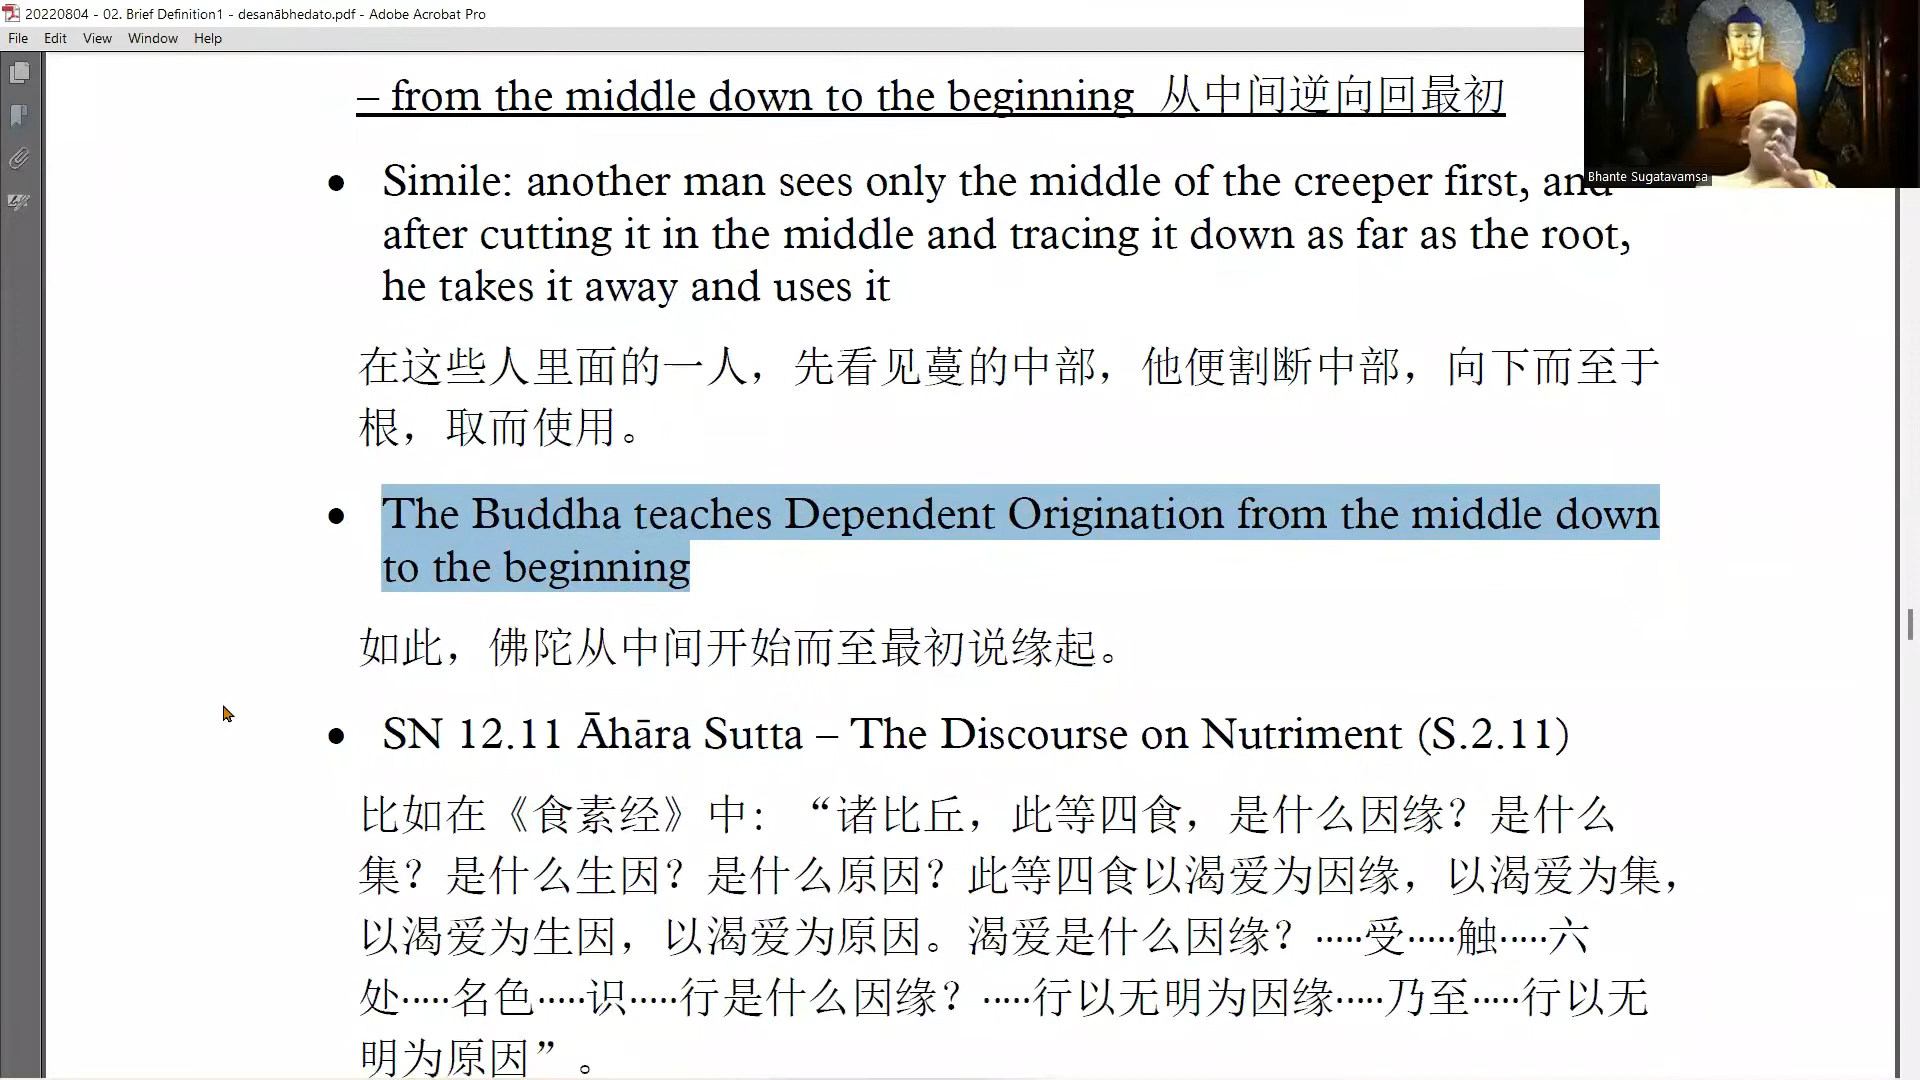 20220804 - 02. Brief Definition1 - desanābhedato.pdf - Adobe Acrobat Pro
File Edit View Window Help
– from the middle down to the beginning 从中间逆向回最初
Bhante Sugatavamsa
• Simile: another man sees only the middle of the creeper first, and
after cutting it in the middle and tracing it down as far as the root,
he takes it away and uses it
在这些人里面的一人，先看见蔓的中部，他便割断中部，向下而至于
根，取而使用。
• The Buddha teaches Dependent Origination from the middle down
to the beginning
如此，佛陀从中间开始而至最初说缘起。
• SN 12.11 Āhāra Sutta – The Discourse on Nutriment (S.2.11)
比如在《食素经》中: “诸比丘，此等四食，是什么因缘？是什么
集？是什么生因？是什么原因？此等四食以渴爱为因缘，以渴爱为集，
以渴爱为生因，以渴爱为原因。渴爱是什么因缘？·····受·····触·····六
处·····名色·····识·····行是什么因缘？·····行以无明为因缘·····乃至·····行以无
明为原因”。